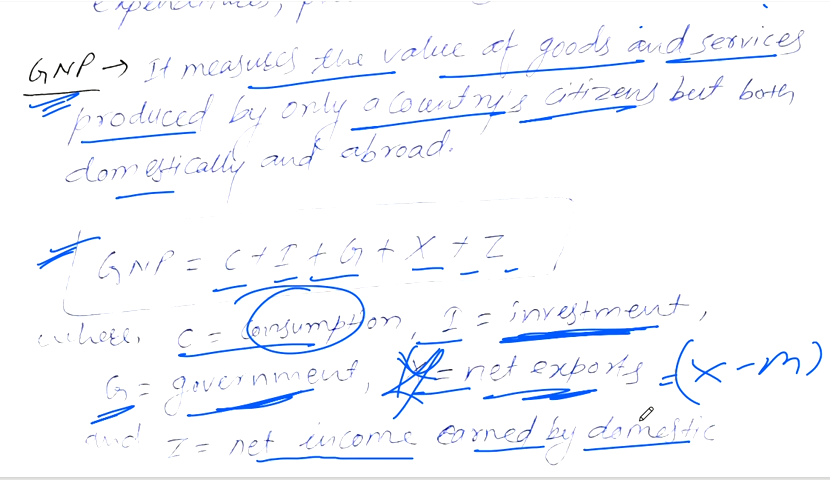 GNP → It measures the value of goods and services
produced by only a country's citizens but both
domestically and abroad.
GNP = C + I + G + X + Z
where, C = Consumption, I = investment,
G = government, X = net exports = (X - M)
and Z = net income earned by domestic